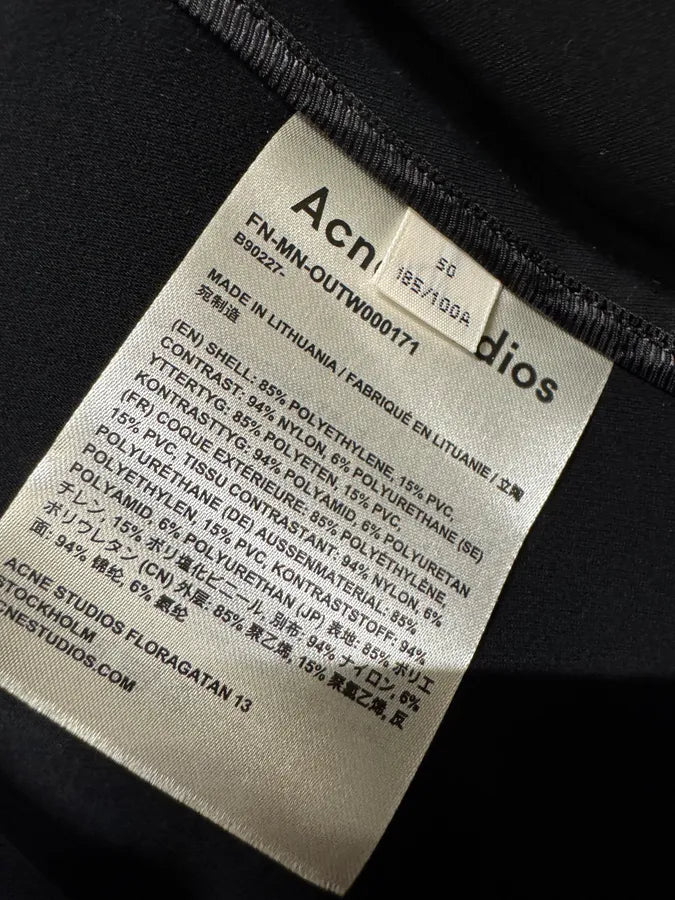 Acne Studios
50
185/100A
FN-MN-OUTW000171
B90227-
MADE IN LITHUANIA / FABRIQUÉ EN LITUANIE / 立陶
宛制造
(EN) SHELL: 85% POLYETHYLENE, 15% PVC,
CONTRAST: 94% NYLON, 6% POLYURETHANE (SE)
YTTERTYG: 85% POLYETEN, 15% PVC,
KONTRASTTYG: 94% POLYAMID, 6% POLYURETAN
(FR) COQUE EXTÉRIEURE: 85% POLYÉTHYLÈNE,
15% PVC, TISSU CONTRASTANT: 94% NYLON, 6%
POLYURÉTHANE (DE) AUSSENMATERIAL: 85%
POLYETHYLEN, 15% PVC, KONTRASTSTOFF: 94%
POLYAMID, 6% POLYURETHAN (JP) 表地: 85% ポリエ
チレン, 15% ポリ塩化ビニール 別布: 94% ナイロン, 6%
ポリウレタン (CN) 外层: 85% 聚乙烯, 15% 聚氯乙烯, 反
面: 94% 锦纶, 6% 氨纶
ACNE STUDIOS FLORAGATAN 13
STOCKHOLM
CNESTUDIOS.COM